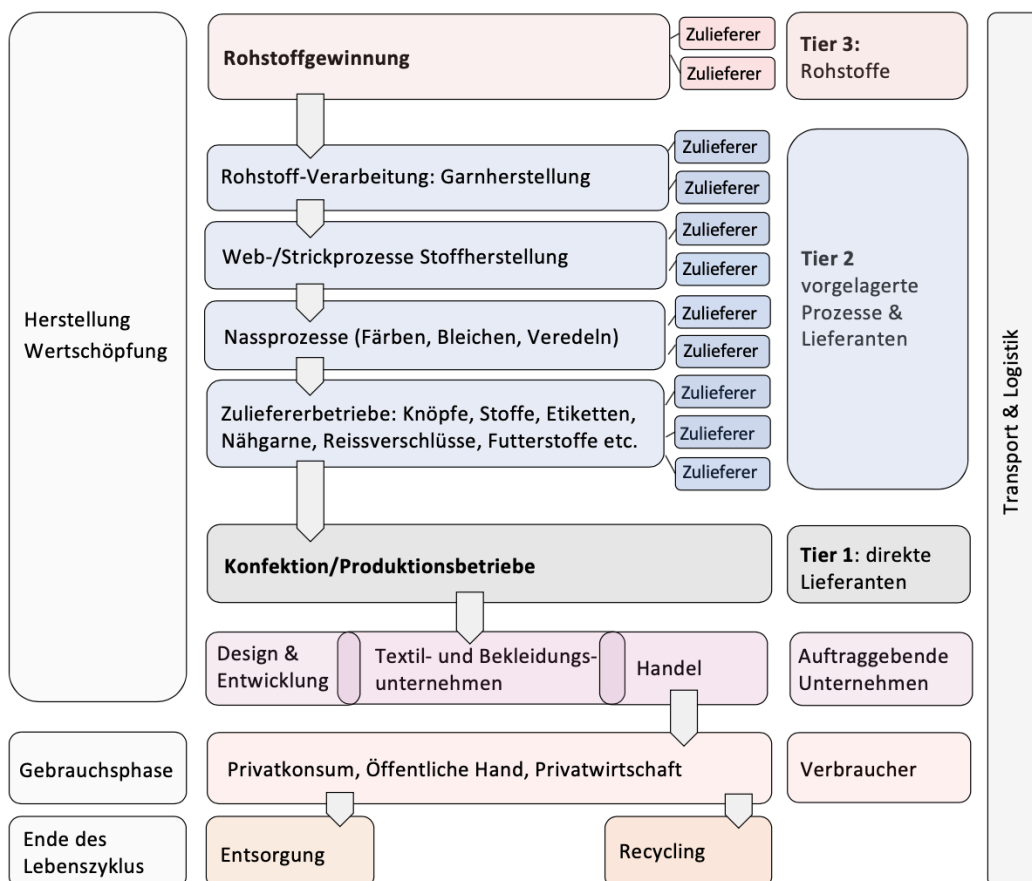 Rohstoffgewinnung
Zulieferer
Zulieferer
Tier 3:
Rohstoffe
Rohstoff-Verarbeitung: Garnherstellung
Zulieferer
Zulieferer
Web-/Strickprozesse Stoffherstellung
Zulieferer
Zulieferer
Nassprozesse (Färben, Bleichen, Veredeln)
Zulieferer
Zulieferer
Zuliefererbetriebe: Knöpfe, Stoffe, Etiketten,
Nähgarne, Reissverschlüsse, Futterstoffe etc.
Zulieferer
Zulieferer
Zulieferer
Tier 2
vorgelagerte
Prozesse &
Lieferanten
Herstellung
Wertschöpfung
Konfektion/Produktionsbetriebe
Tier 1: direkte
Lieferanten
Design &
Entwicklung
Textil- und Bekleidungs-
unternehmen
Handel
Auftraggebende
Unternehmen
Gebrauchsphase
Privatkonsum, Öffentliche Hand, Privatwirtschaft
Verbraucher
Ende des
Lebenszyklus
Entsorgung
Recycling
Transport & Logistik